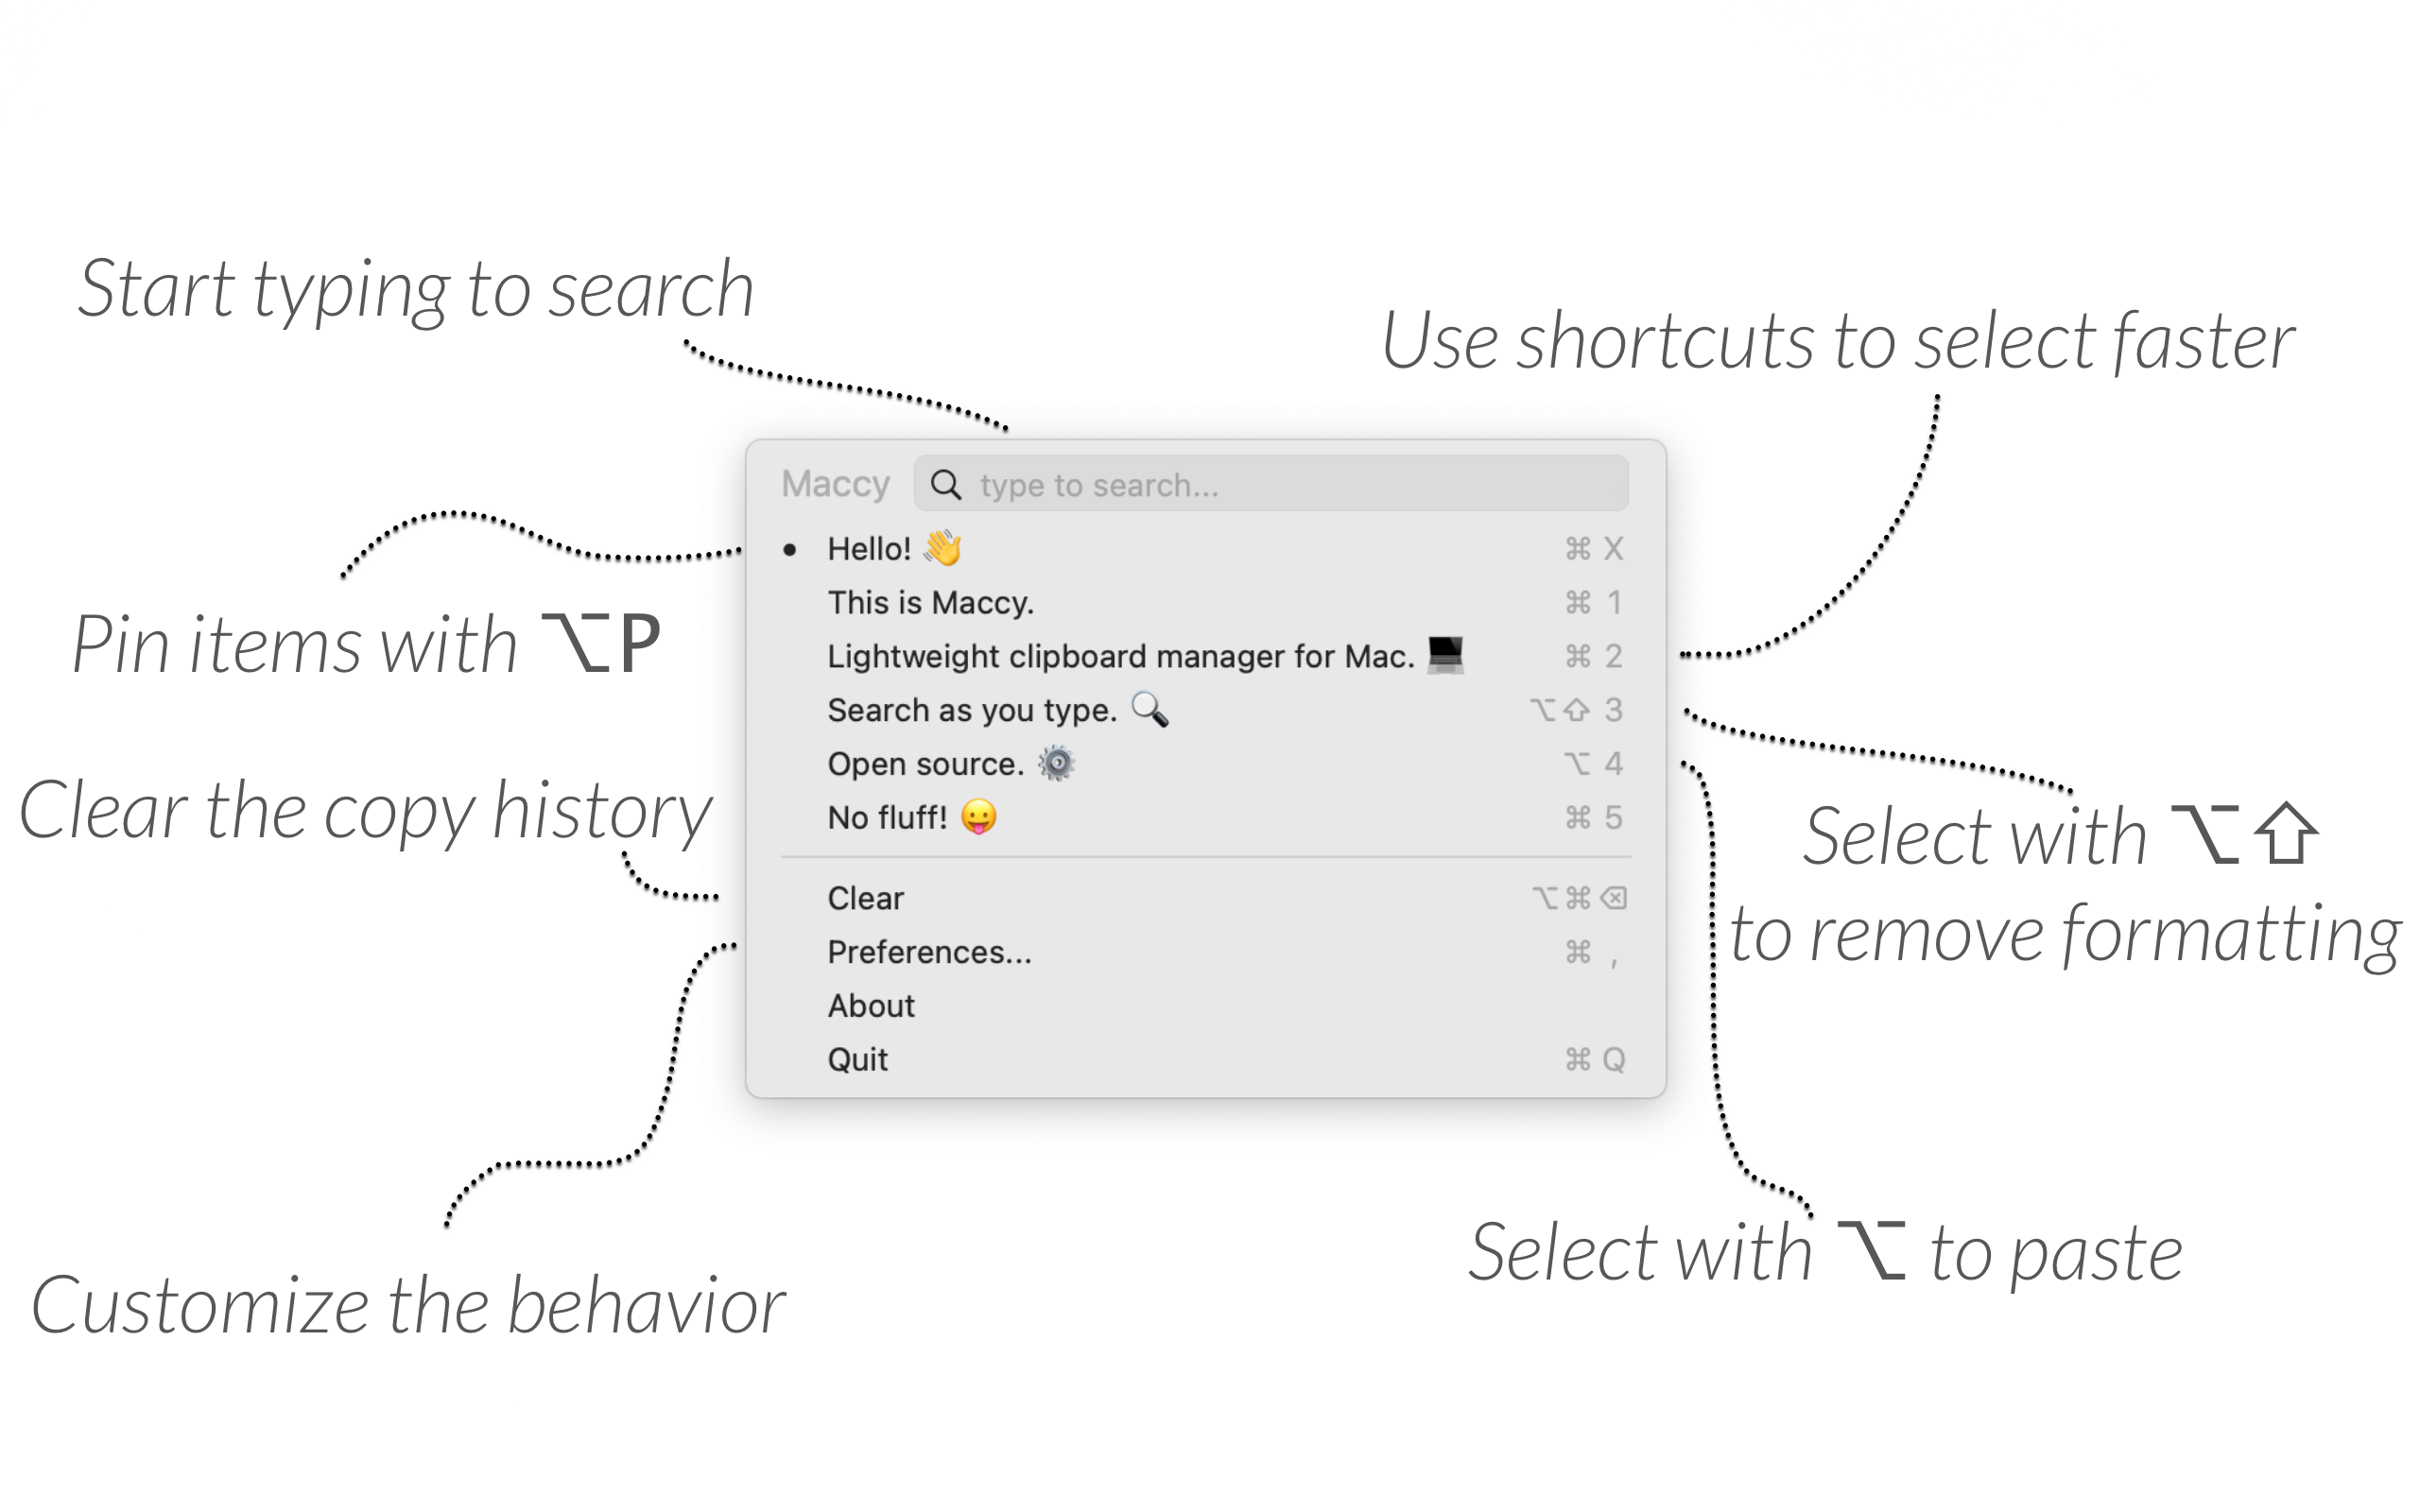 Start typing to search
Use shortcuts to select faster
Maccy type to search...
• Hello! 👋 ⌘ X
This is Maccy. ⌘ 1
Lightweight clipboard manager for Mac. 💻 ⌘ 2
Search as you type. 🔍 ⌥⇧ 3
Open source. ⚙️ ⌥ 4
No fluff! 😛 ⌘ 5
Clear ⌥⌘⌫
Preferences... ⌘ ,
About
Quit ⌘ Q
Pin items with ⌥P
Clear the copy history
Customize the behavior
Select with ⌥⇧
to remove formatting
Select with ⌥ to paste